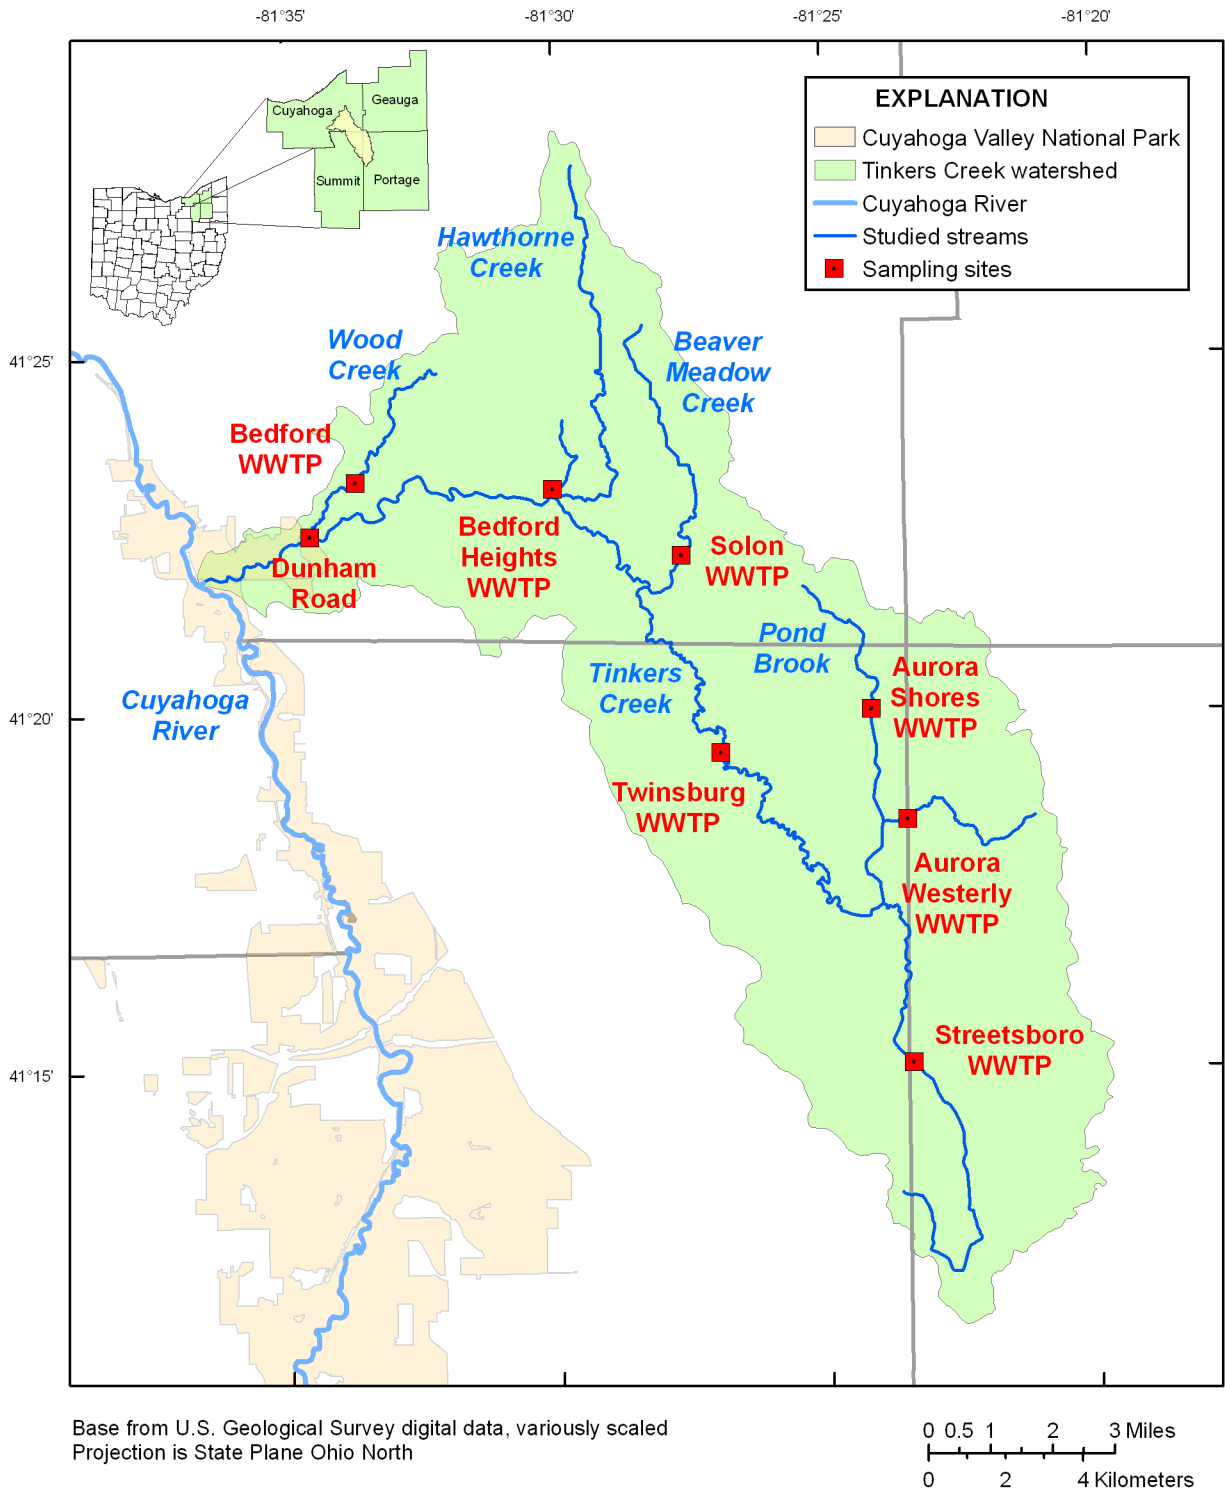 -81°35'
-81°30'
-81°25'
-81°20'
EXPLANATION
Cuyahoga Valley National Park
Tinkers Creek watershed
Cuyahoga River
Studied streams
Sampling sites
Cuyahoga
Geauga
Summit
Portage
Hawthorne
Creek
Wood
Creek
Beaver
Meadow
Creek
41°25'
Bedford
WWTP
Bedford
Heights
WWTP
Solon
WWTP
Dunham
Road
Pond
Brook
Tinkers
Creek
Aurora
Shores
WWTP
Cuyahoga
River
41°20'
Twinsburg
WWTP
Aurora
Westerly
WWTP
Streetsboro
WWTP
41°15'
Base from U.S. Geological Survey digital data, variously scaled
Projection is State Plane Ohio North
0 0.5 1 2 3 Miles
0 2 4 Kilometers